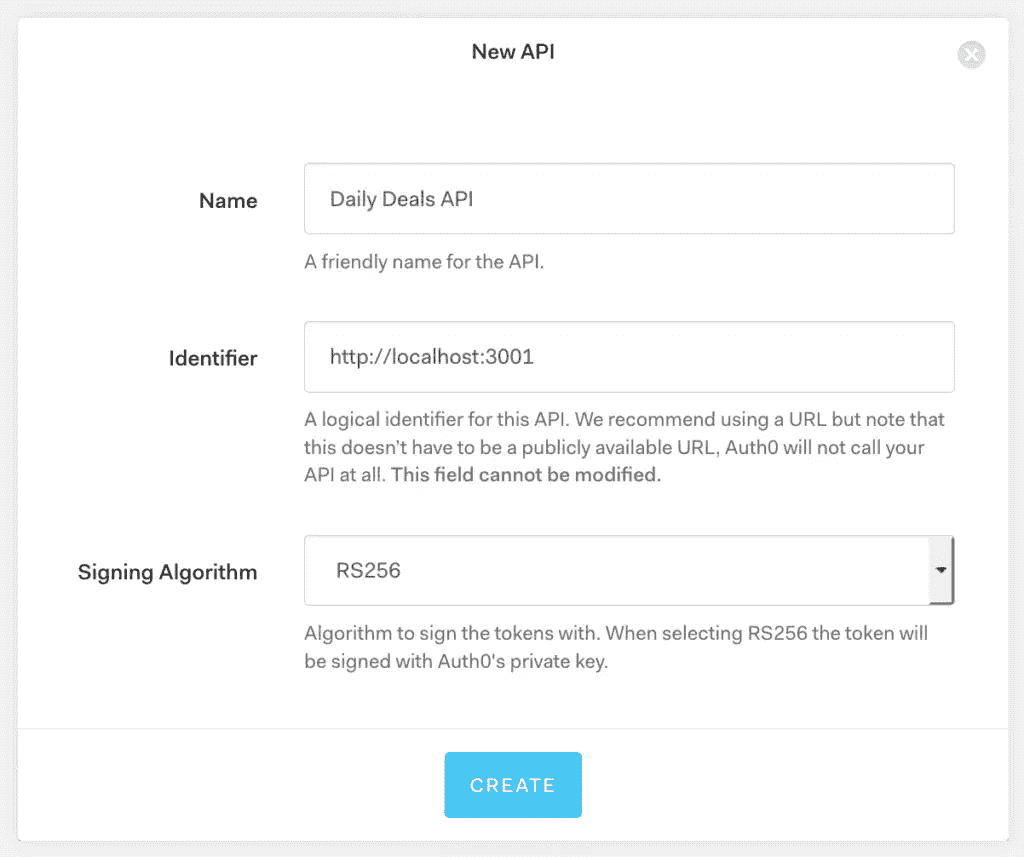 New API
Name
Daily Deals API
A friendly name for the API.
Identifier
http://localhost:3001
A logical identifier for this API. We recommend using a URL but note that
this doesn't have to be a publicly available URL, Auth0 will not call your
API at all. This field cannot be modified.
Signing Algorithm
RS256
Algorithm to sign the tokens with. When selecting RS256 the token will
be signed with Auth0's private key.
CREATE